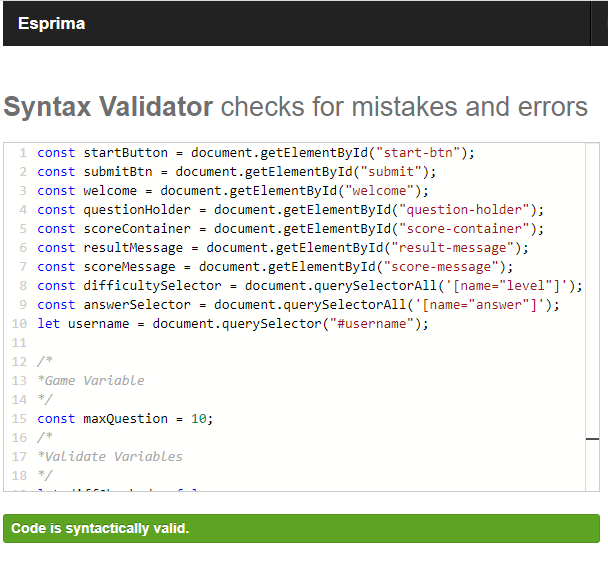 Esprima
Syntax Validator checks for mistakes and errors
1 const startButton = document.getElementById("start-btn");
2 const submitBtn = document.getElementById("submit");
3 const welcome = document.getElementById("welcome");
4 const questionHolder = document.getElementById("question-holder");
5 const scoreContainer = document.getElementById("score-container");
6 const resultMessage = document.getElementById("result-message");
7 const scoreMessage = document.getElementById("score-message");
8 const difficultySelector = document.querySelectorAll('[name="level"]');
9 const answerSelector = document.querySelectorAll('[name="answer"]');
10 let username = document.querySelector("#username");
11
12 /*
13 *Game Variable
14 */
15 const maxQuestion = 10;
16 /*
17 *Validate Variables
18 */
Code is syntactically valid.